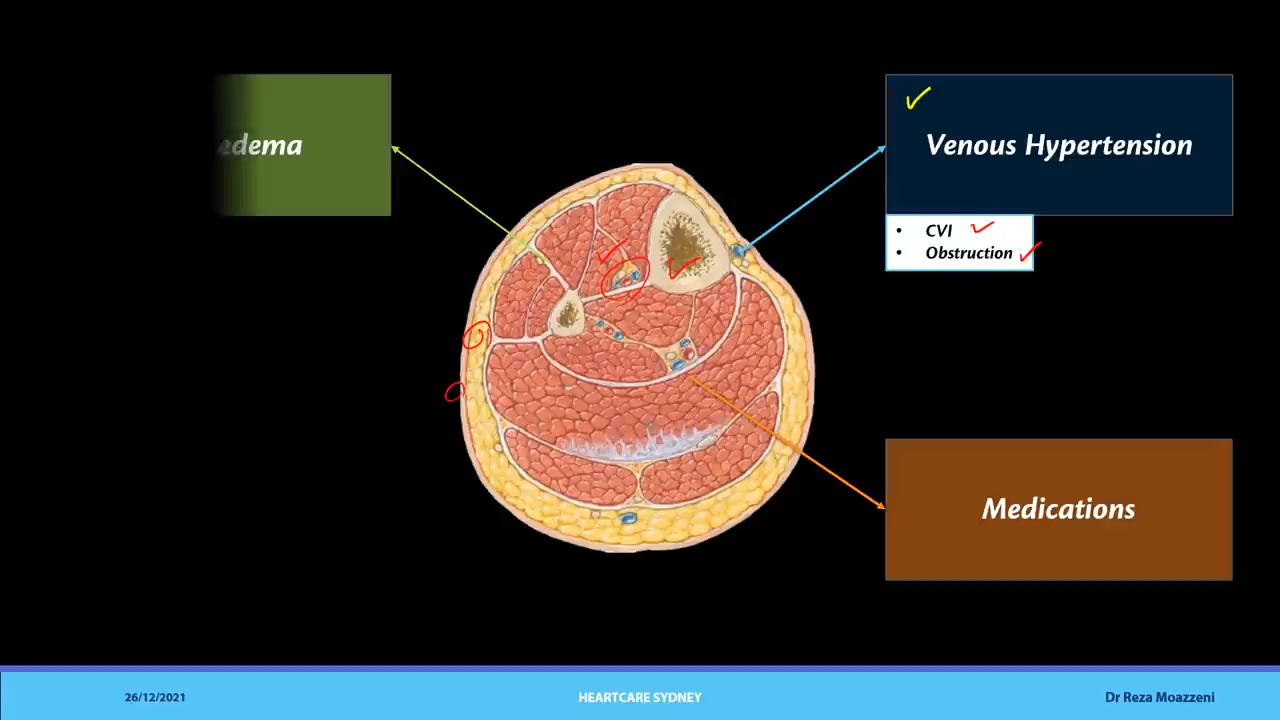 edema
Venous Hypertension
• CVI
• Obstruction
Medications
26/12/2021
HEARTCARE SYDNEY
Dr Reza Moazzeni